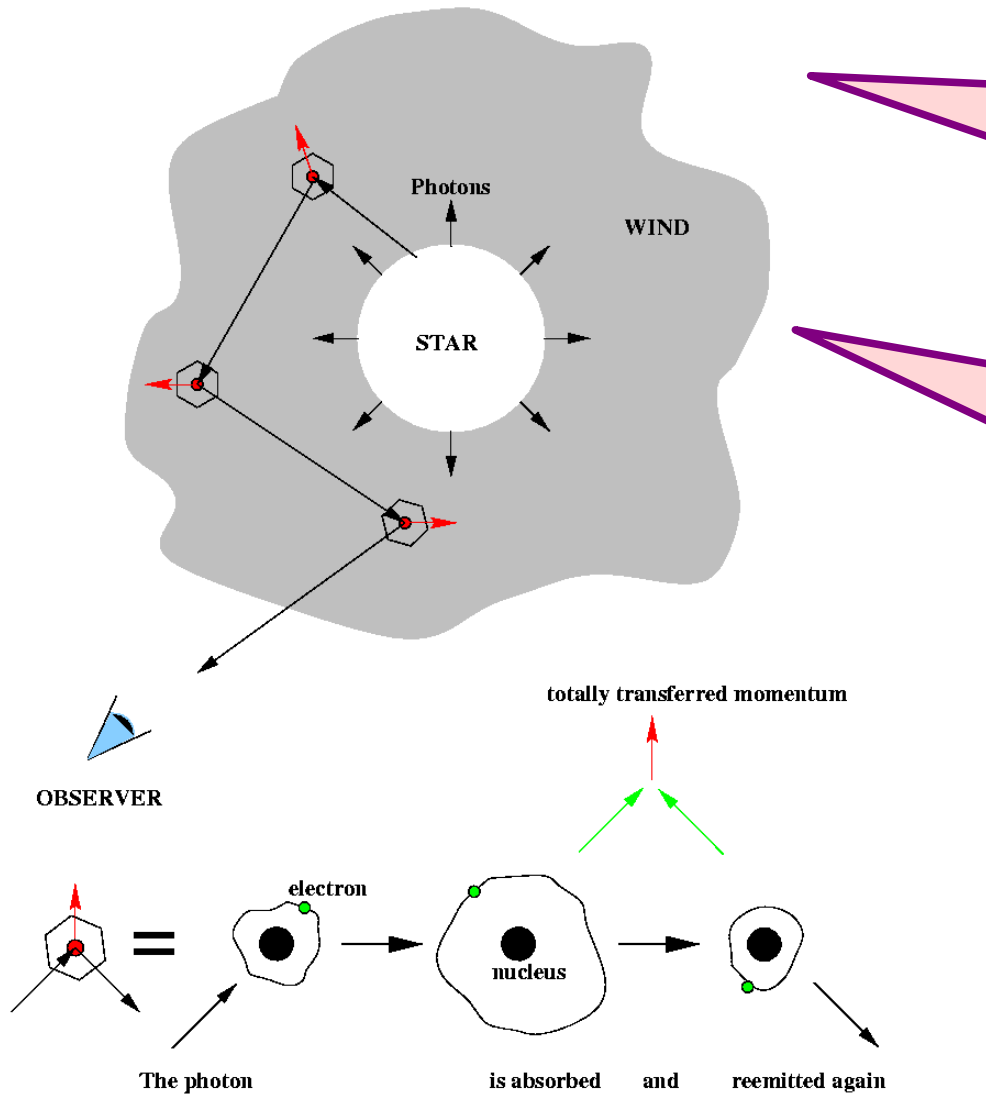 Photons
WIND
STAR
totally transferred momentum
OBSERVER
electron
nucleus
The photon is absorbed and reemitted again